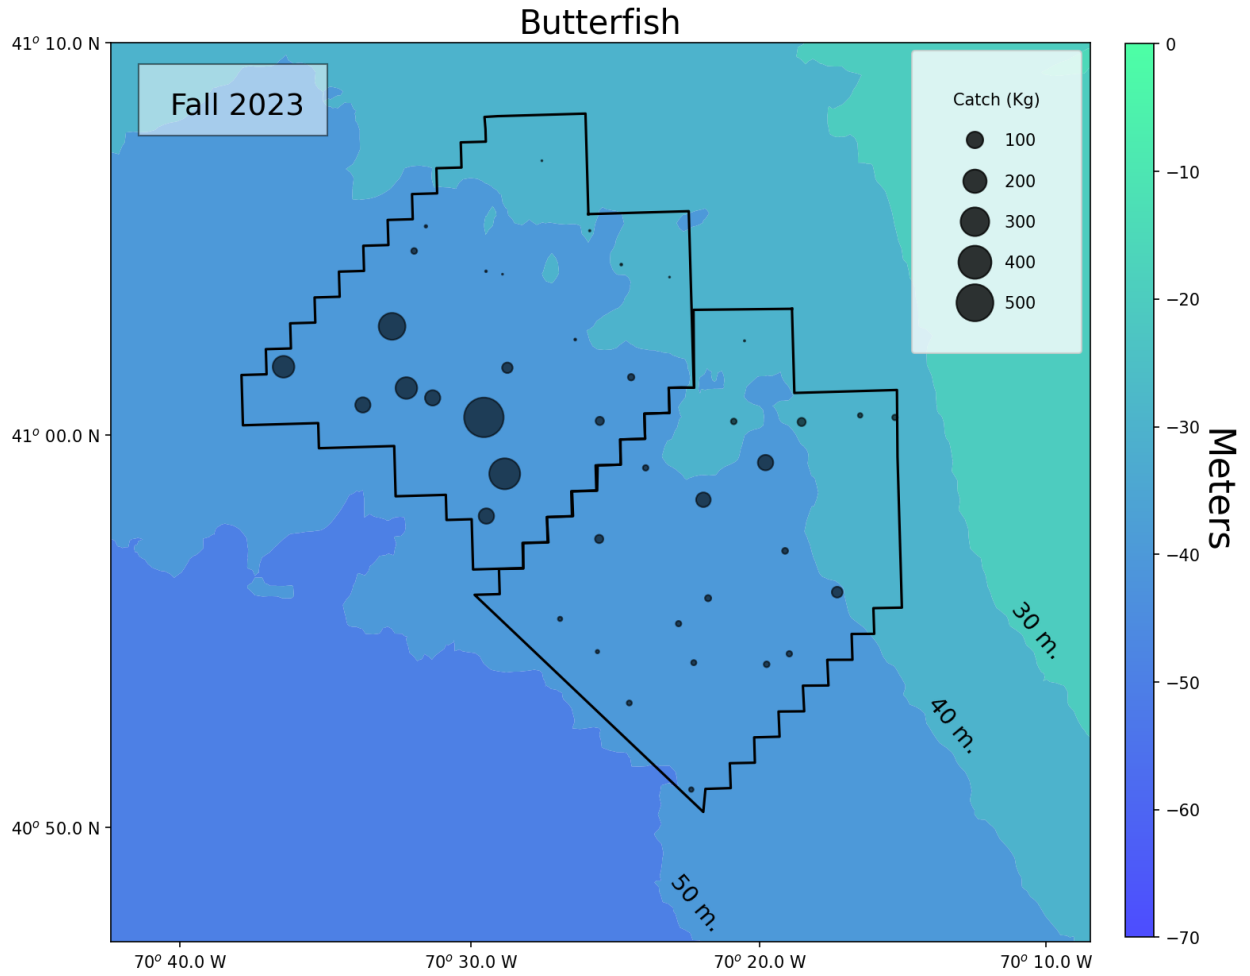 Butterfish
41° 10.0 N
41° 00.0 N
40° 50.0 N
Fall 2023
Catch (Kg)
100
200
300
400
500
30 m.
40 m.
50 m.
70° 40.0 W
70° 30.0 W
70° 20.0 W
70° 10.0 W
0
−10
−20
−30
−40
−50
−60
−70
Meters